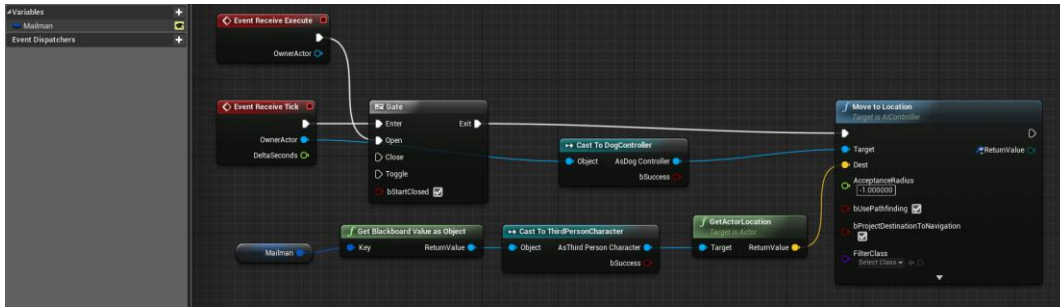 Variables
Mailman
Event Dispatchers
Event Receive Execute
OwnerActor
Event Receive Tick
OwnerActor
DeltaSeconds
Gate
Enter
Exit
Open
Close
Toggle
bStartClosed
Cast To DogController
Object
AsDog Controller
bSuccess
Mailman
Get Blackboard Value as Object
Key
ReturnValue
Cast To ThirdPersonCharacter
Object
AsThird Person Character
bSuccess
GetActorLocation
Target is Actor
Target
ReturnValue
Move to Location
Target is AIController
Target
ReturnValue
Dest
AcceptanceRadius
-1.000000
bUsePathfinding
bProjectDestinationToNavigation
FilterClass
Select Class